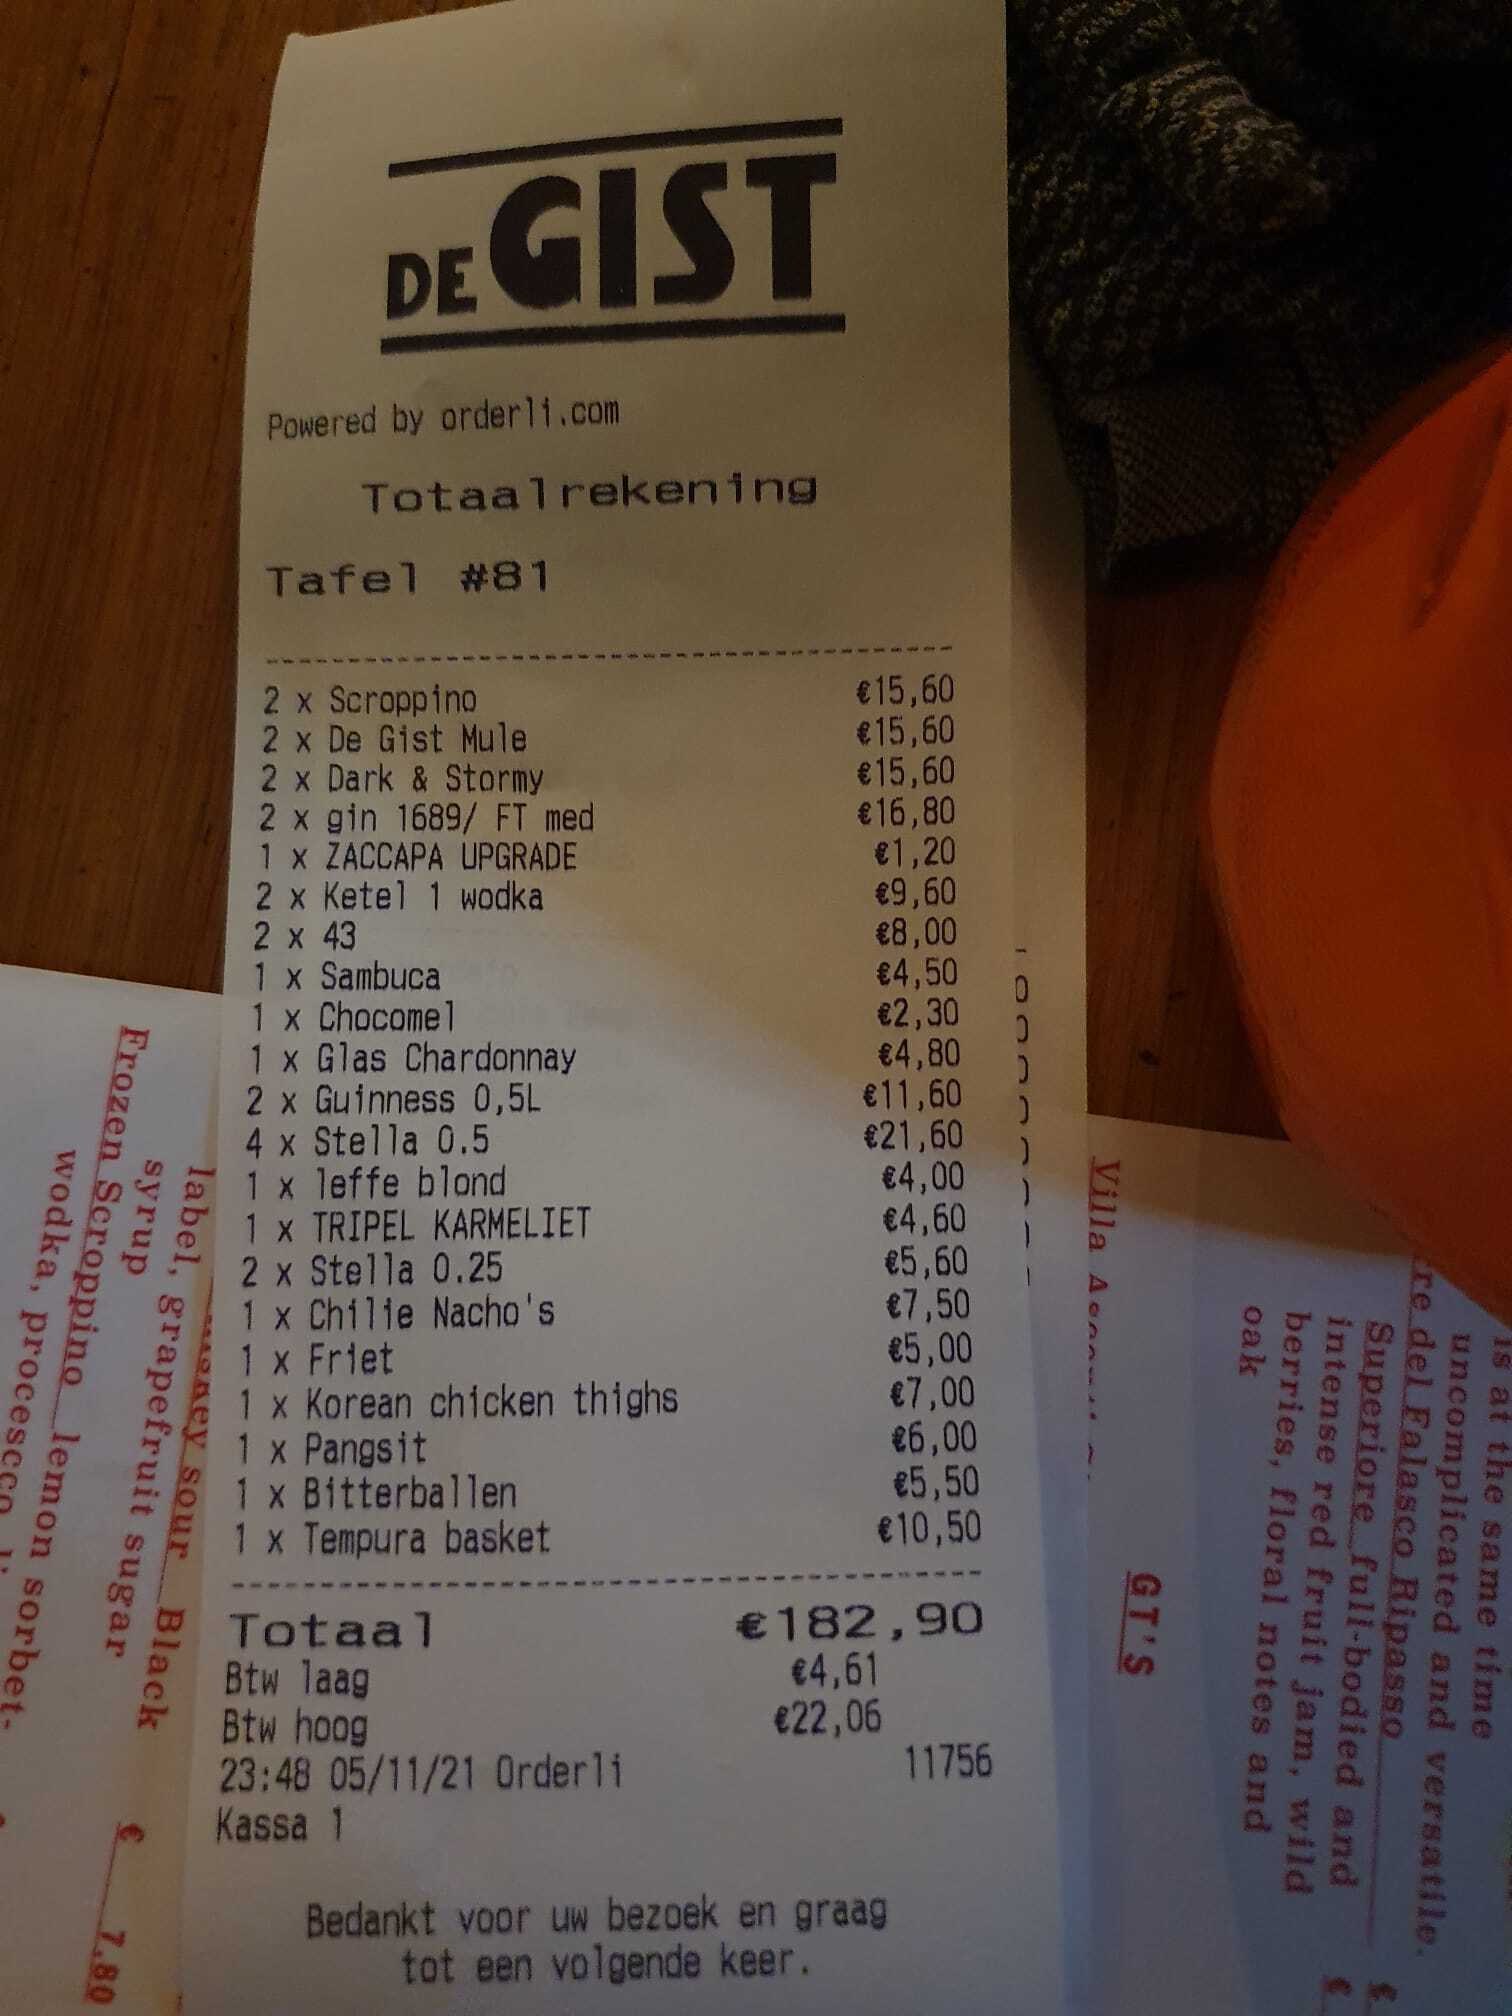 DE GIST
Powered by orderli.com
Totaalrekening
Tafel #81
2 x Scroppino €15,60
2 x De Gist Mule €15,60
2 x Dark & Stormy €15,60
2 x gin 1689/ FT med €16,80
1 x ZACCAPA UPGRADE €1,20
2 x Ketel 1 wodka €9,60
2 x 43 €8,00
1 x Sambuca €4,50
1 x Chocomel €2,30
1 x Glas Chardonnay €4,80
2 x Guinness 0,5L €11,60
4 x Stella 0.5 €21,60
1 x leffe blond €4,00
1 x TRIPEL KARMELIET €4,60
2 x Stella 0.25 €5,60
1 x Chilie Nacho's €7,50
1 x Friet €5,00
1 x Korean chicken thighs €7,00
1 x Pangsit €6,00
1 x Bitterballen €5,50
1 x Tempura basket €10,50
Totaal €182,90
Btw laag €4,61
Btw hoog €22,06
23:48 05/11/21 Orderli 11756
Kassa 1
Bedankt voor uw bezoek en graag
tot een volgende keer.
sour Black
label, grapefruit sugar
syrup € 7.80
Frozen Scroppino lemon sorbet-
wodka,
is at the same time
uncomplicated and versatile.
del Falasco Ripasso
Superiore full-bodied and
intense red fruit jam, wild
berries, floral notes and
oak
GT'S
Villa